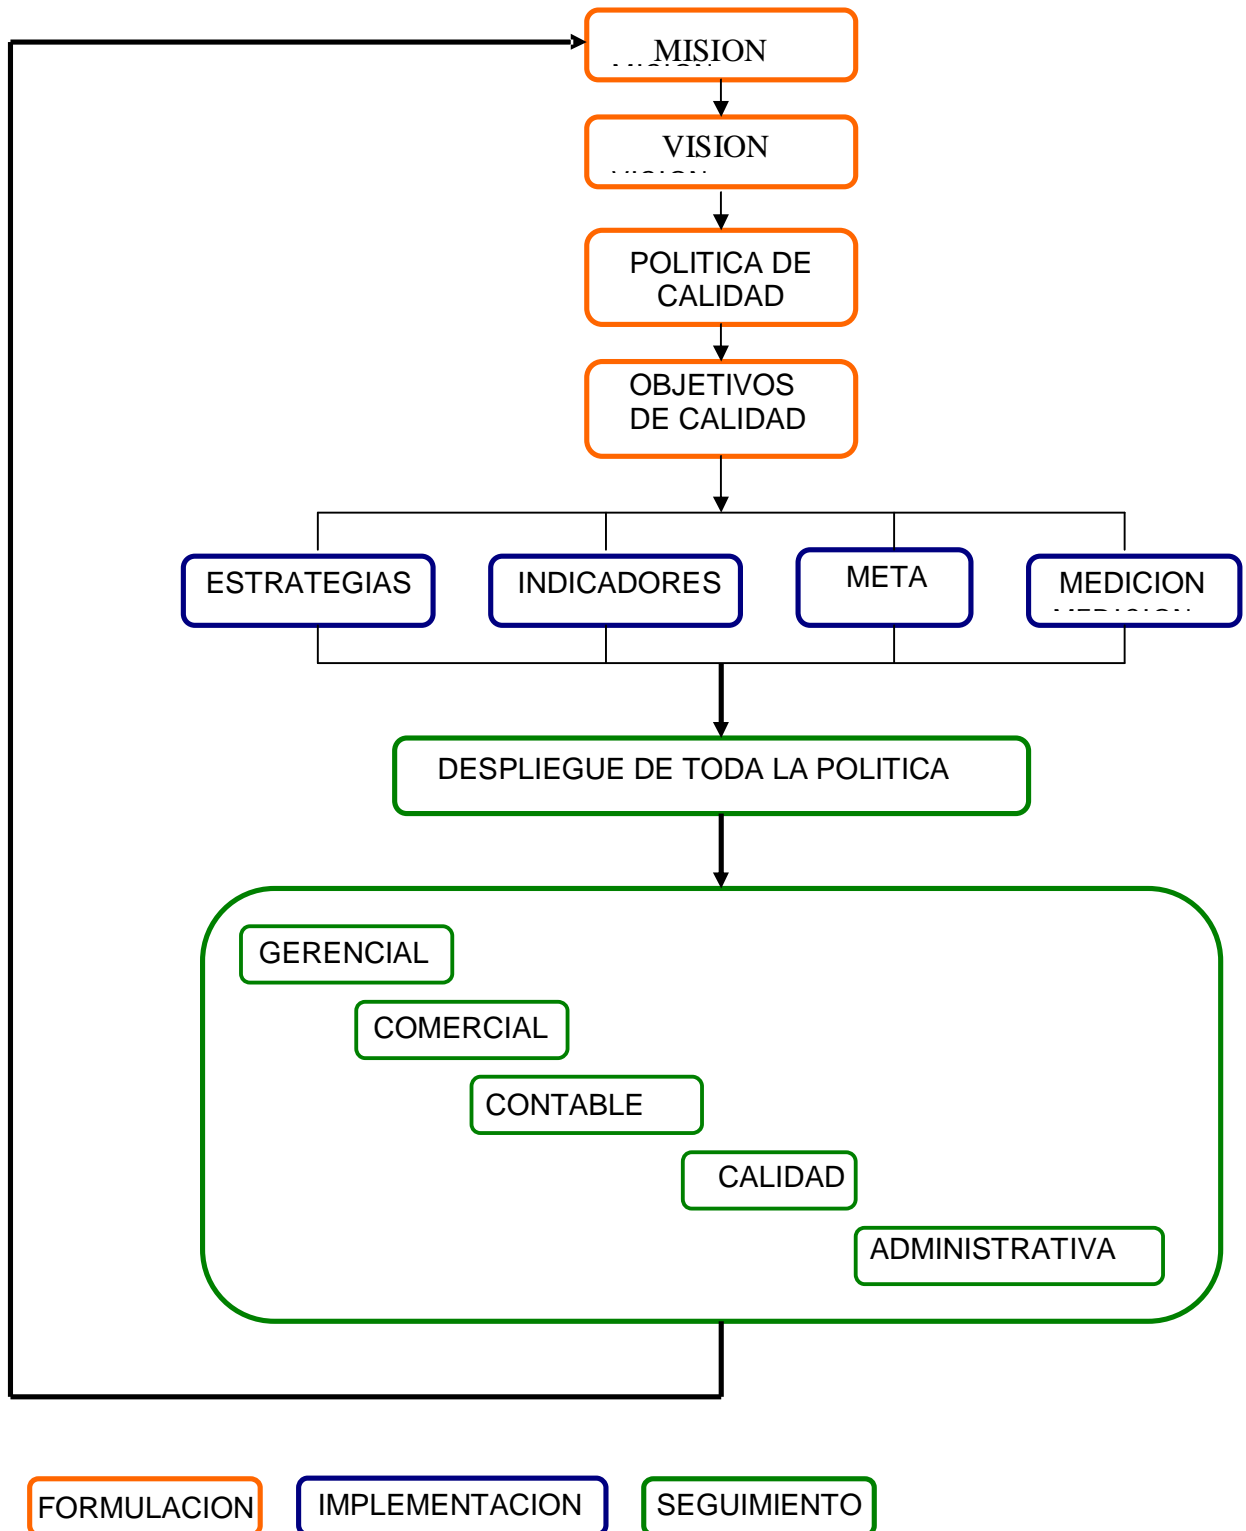 MISION
VISION
POLITICA DE
CALIDAD
OBJETIVOS
DE CALIDAD
ESTRATEGIAS
INDICADORES
META
MEDICION
DESPLIEGUE DE TODA LA POLITICA
GERENCIAL
COMERCIAL
CONTABLE
CALIDAD
ADMINISTRATIVA
FORMULACION
IMPLEMENTACION
SEGUIMIENTO